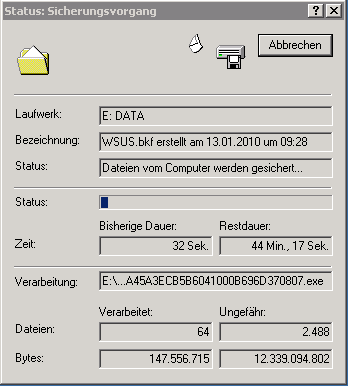 Status: Sicherungsvorgang
Abbrechen
Laufwerk: E: DATA
Bezeichnung: WSUS.bkf erstellt am 13.01.2010 um 09:28
Status: Dateien vom Computer werden gesichert...
Status:
Bisherige Dauer: Restdauer:
Zeit: 32 Sek. 44 Min., 17 Sek.
Verarbeitung: E:\...A45A3ECB5B6041000B696D370807.exe
Verarbeitet: Ungefähr:
Dateien: 64 2.488
Bytes: 147.556.715 12.339.094.802